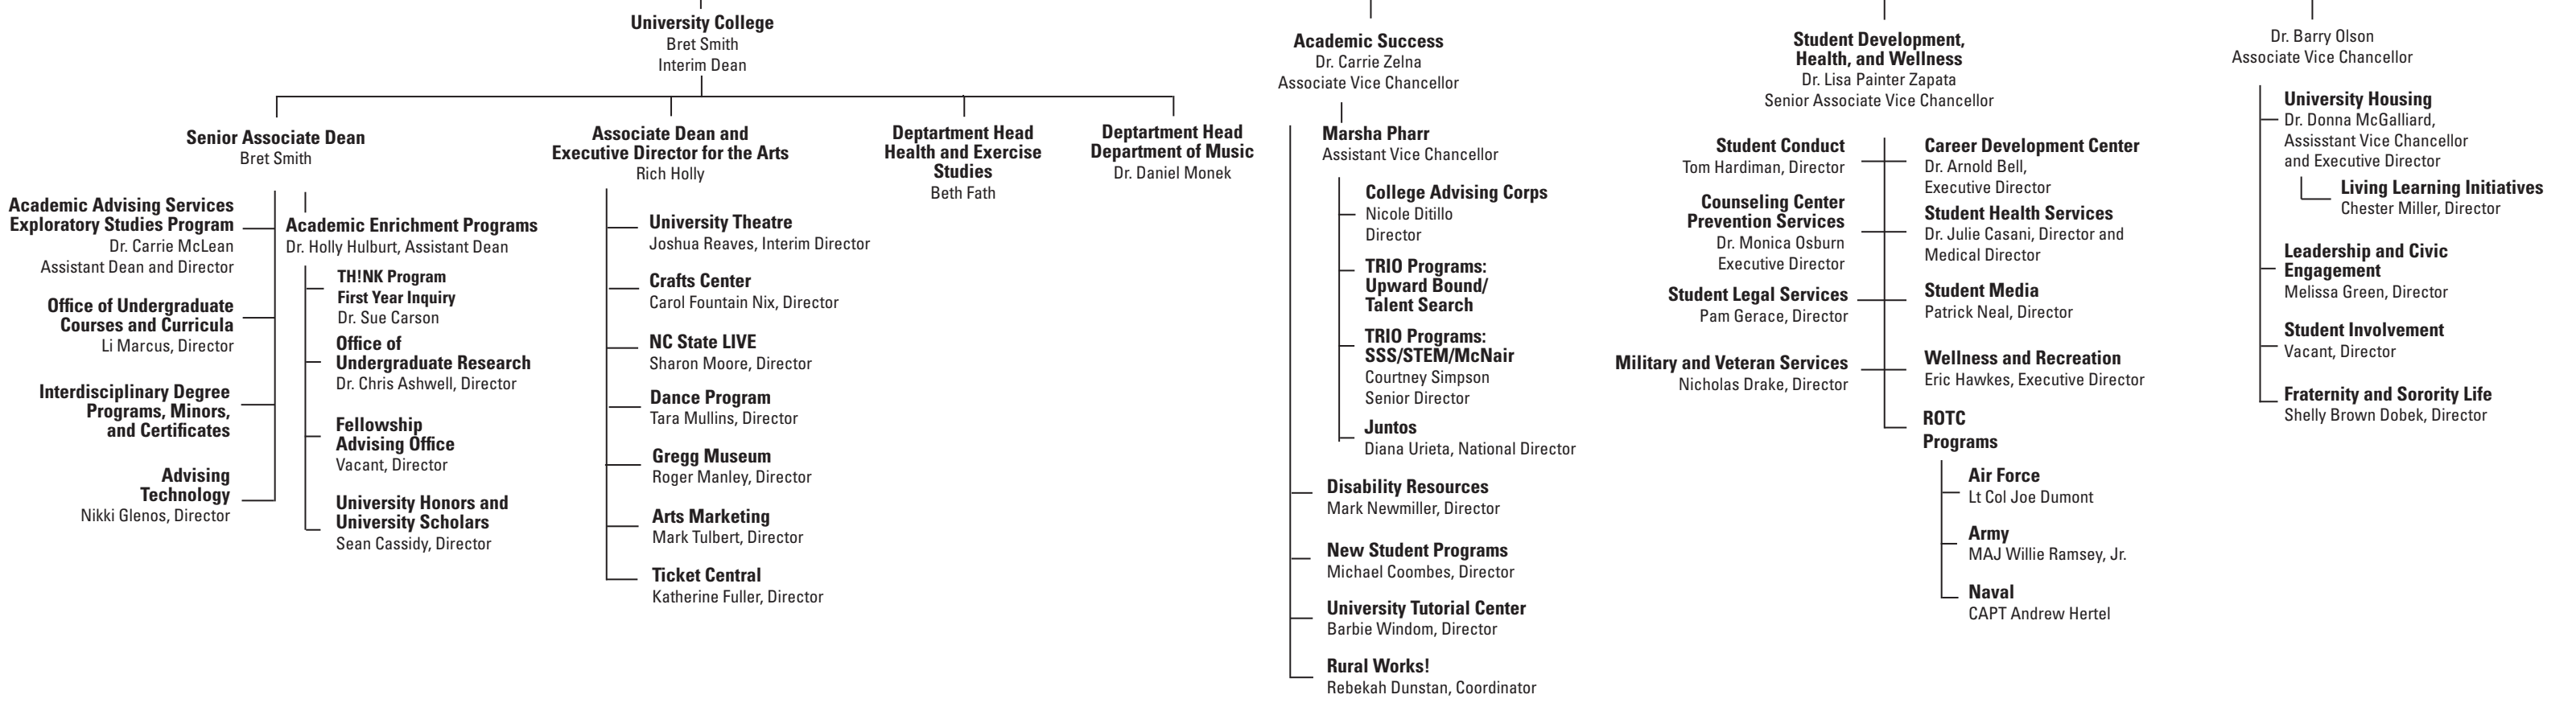 University College
Bret Smith
Interim Dean
Senior Associate Dean
Bret Smith
Academic Advising Services
Exploratory Studies Program
Dr. Carrie McLean
Assistant Dean and Director
Office of Undergraduate
Courses and Curricula
Li Marcus, Director
Interdisciplinary Degree
Programs, Minors,
and Certificates
Advising
Technology
Nikki Glenos, Director
Academic Enrichment Programs
Dr. Holly Hulburt, Assistant Dean
TH!NK Program
First Year Inquiry
Dr. Sue Carson
Office of
Undergraduate Research
Dr. Chris Ashwell, Director
Fellowship
Advising Office
Vacant, Director
University Honors and
University Scholars
Sean Cassidy, Director
Associate Dean and
Executive Director for the Arts
Rich Holly
University Theatre
Joshua Reaves, Interim Director
Crafts Center
Carol Fountain Nix, Director
NC State LIVE
Sharon Moore, Director
Dance Program
Tara Mullins, Director
Gregg Museum
Roger Manley, Director
Arts Marketing
Mark Tulbert, Director
Ticket Central
Katherine Fuller, Director
Deptartment Head
Health and Exercise
Studies
Beth Fath
Deptartment Head
Department of Music
Dr. Daniel Monek
Academic Success
Dr. Carrie Zelna
Associate Vice Chancellor
Marsha Pharr
Assistant Vice Chancellor
College Advising Corps
Nicole Ditillo
Director
TRIO Programs:
Upward Bound/
Talent Search
TRIO Programs:
SSS/STEM/McNair
Courtney Simpson
Senior Director
Juntos
Diana Urieta, National Director
Disability Resources
Mark Newmiller, Director
New Student Programs
Michael Coombes, Director
University Tutorial Center
Barbie Windom, Director
Rural Works!
Rebekah Dunstan, Coordinator
Student Development,
Health, and Wellness
Dr. Lisa Painter Zapata
Senior Associate Vice Chancellor
Student Conduct
Tom Hardiman, Director
Counseling Center
Prevention Services
Dr. Monica Osburn
Executive Director
Student Legal Services
Pam Gerace, Director
Military and Veteran Services
Nicholas Drake, Director
Career Development Center
Dr. Arnold Bell,
Executive Director
Student Health Services
Dr. Julie Casani, Director and
Medical Director
Student Media
Patrick Neal, Director
Wellness and Recreation
Eric Hawkes, Executive Director
ROTC
Programs
Air Force
Lt Col Joe Dumont
Army
MAJ Willie Ramsey, Jr.
Naval
CAPT Andrew Hertel
Dr. Barry Olson
Associate Vice Chancellor
University Housing
Dr. Donna McGalliard,
Assisstant Vice Chancellor
and Executive Director
Living Learning Initiatives
Chester Miller, Director
Leadership and Civic
Engagement
Melissa Green, Director
Student Involvement
Vacant, Director
Fraternity and Sorority Life
Shelly Brown Dobek, Director